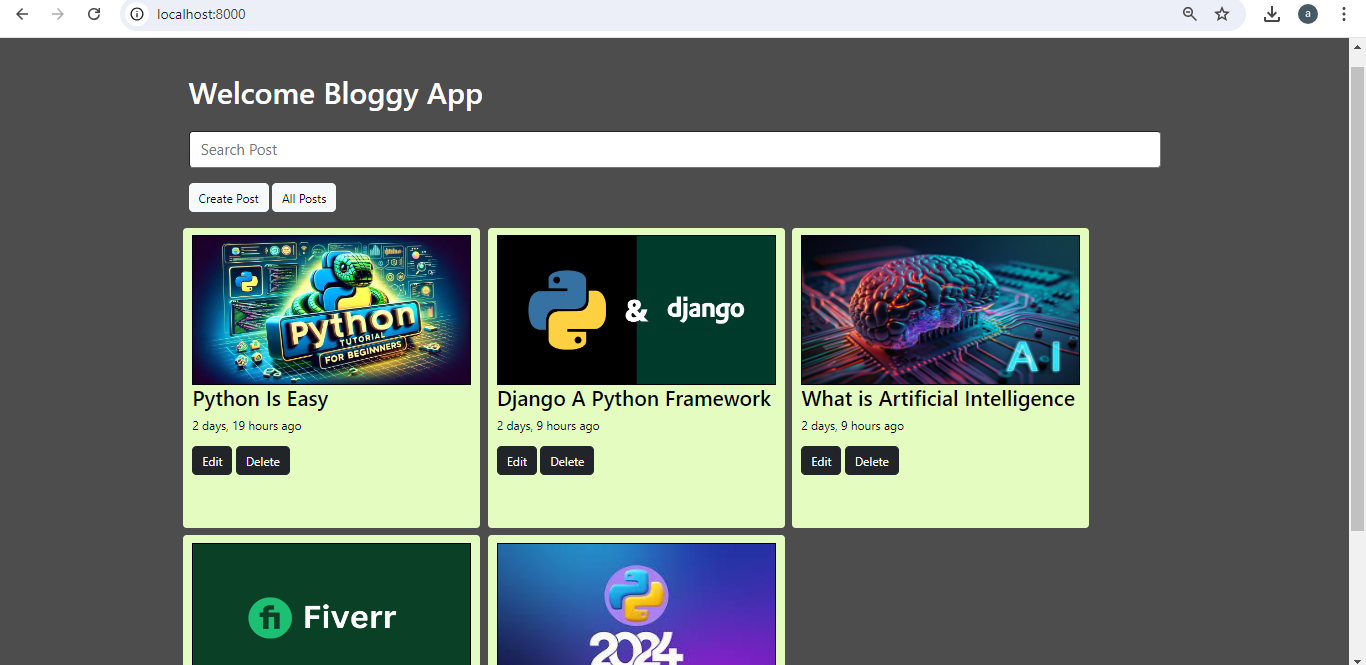 localhost:8000
a
Welcome Bloggy App
Search Post
Create Post
All Posts
Python
TUTORIAL
FOR BEGINNNERS
& django
AI
Python Is Easy
Django A Python Framework
What is Artificial Intelligence
2 days, 19 hours ago
2 days, 9 hours ago
2 days, 9 hours ago
Edit Delete
Edit Delete
Edit Delete
fi Fiverr
2024